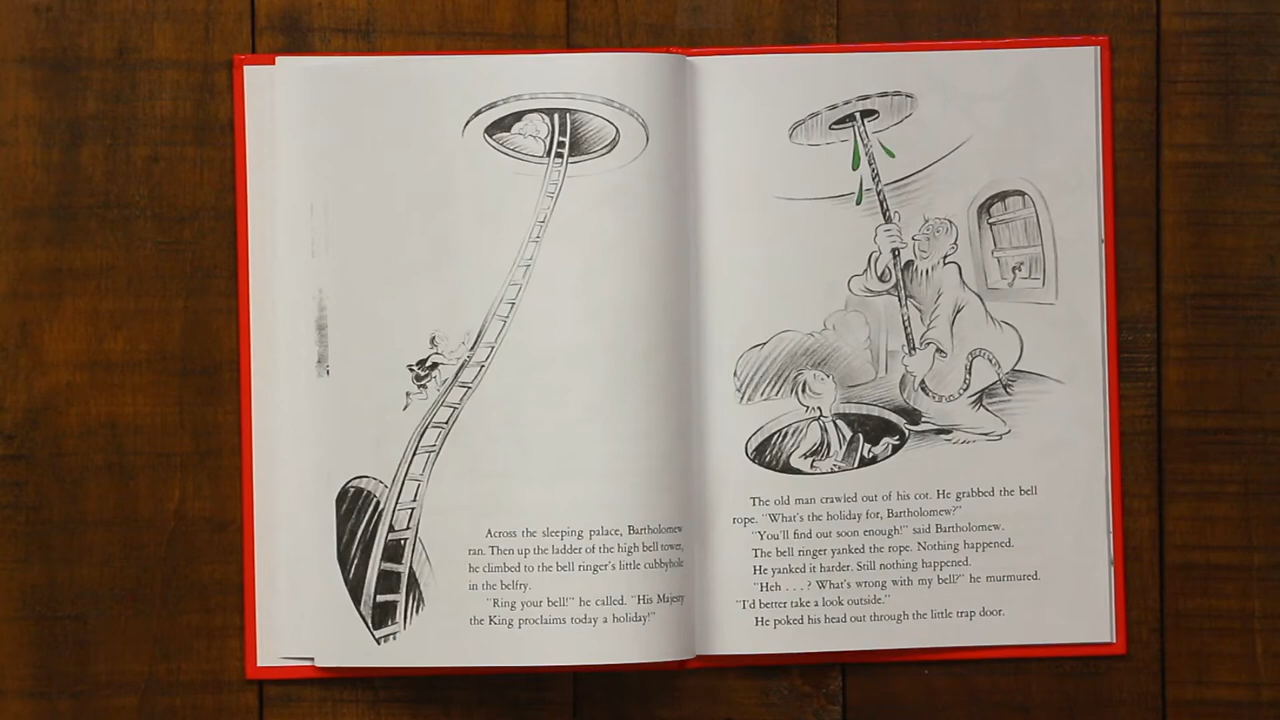 Across the sleeping palace, Bartholomew
ran. Then up the ladder of the high bell tower,
he climbed to the bell ringer's little cubbyhole
in the belfry.
"Ring your bell!" he called. "His Majesty
the King proclaims today a holiday!"
The old man crawled out of his cot. He grabbed the bell
rope. "What's the holiday for, Bartholomew?"
"You'll find out soon enough!" said Bartholomew.
The bell ringer yanked the rope. Nothing happened.
He yanked it harder. Still nothing happened.
"Heh . . . ? What's wrong with my bell?" he murmured.
"I'd better take a look outside."
He poked his head out through the little trap door.